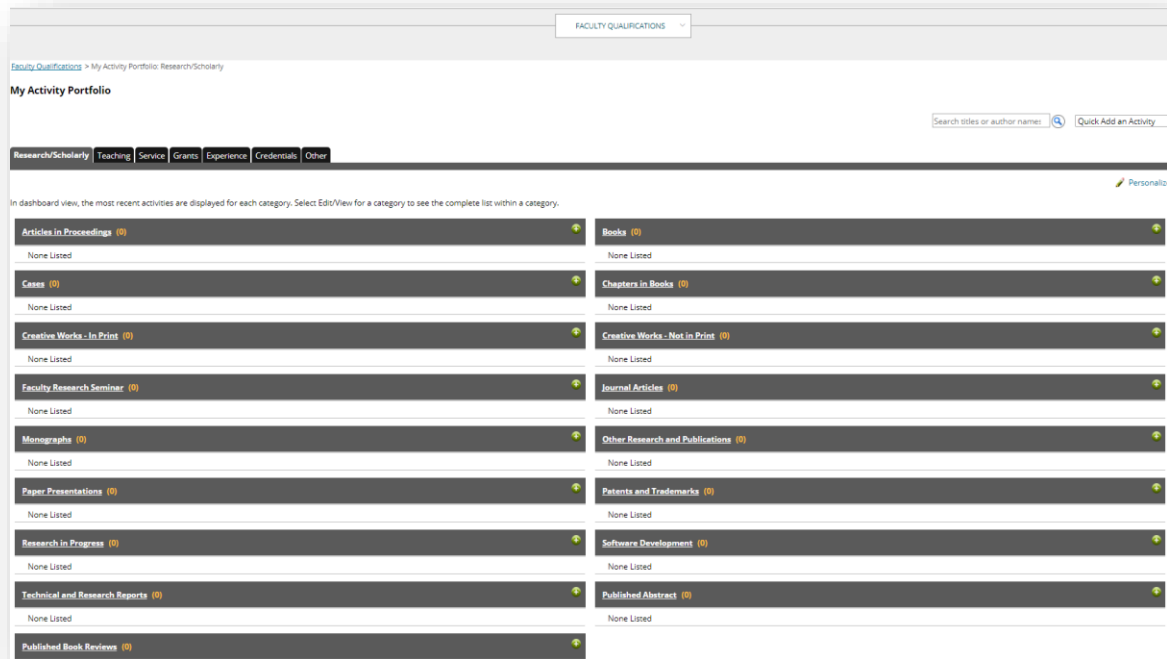 FACULTY QUALIFICATIONS
Faculty Qualifications > My Activity Portfolio: Research/Scholarly
My Activity Portfolio
Search titles or author names
Quick Add an Activity
Research/Scholarly Teaching Service Grants Experience Credentials Other
Personaliz
In dashboard view, the most recent activities are displayed for each category. Select Edit/View for a category to see the complete list within a category.
Articles in Proceedings (0)
Books (0)
None Listed
None Listed
Cases (0)
Chapters in Books (0)
None Listed
None Listed
Creative Works - In Print (0)
Creative Works - Not in Print (0)
None Listed
None Listed
Faculty Research Seminar (0)
Journal Articles (0)
None Listed
None Listed
Monographs (0)
Other Research and Publications (0)
None Listed
None Listed
Paper Presentations (0)
Patents and Trademarks (0)
None Listed
None Listed
Research in Progress (0)
Software Development (0)
None Listed
None Listed
Technical and Research Reports (0)
Published Abstract (0)
None Listed
None Listed
Published Book Reviews (0)